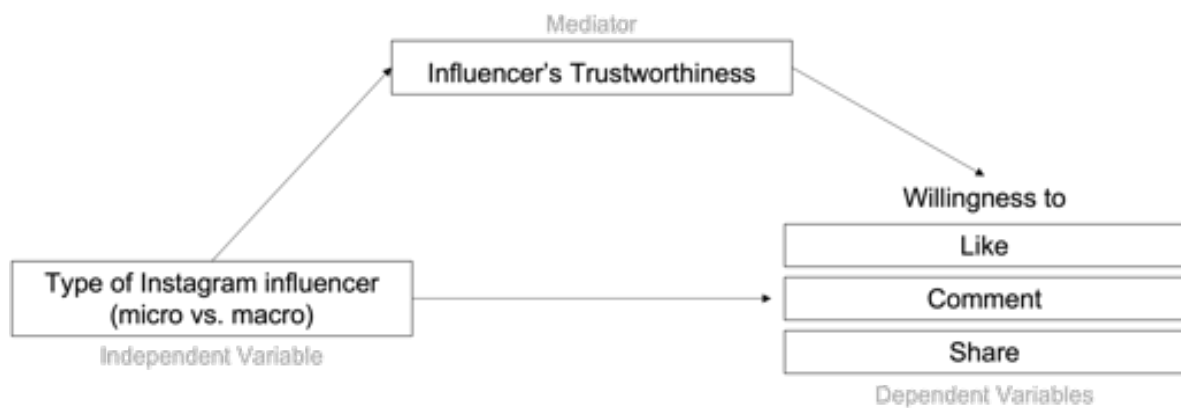 Mediator
Influencer’s Trustworthiness
Willingness to
Like
Type of Instagram influencer
(micro vs. macro)
Comment
Independent Variable
Share
Dependent Variables